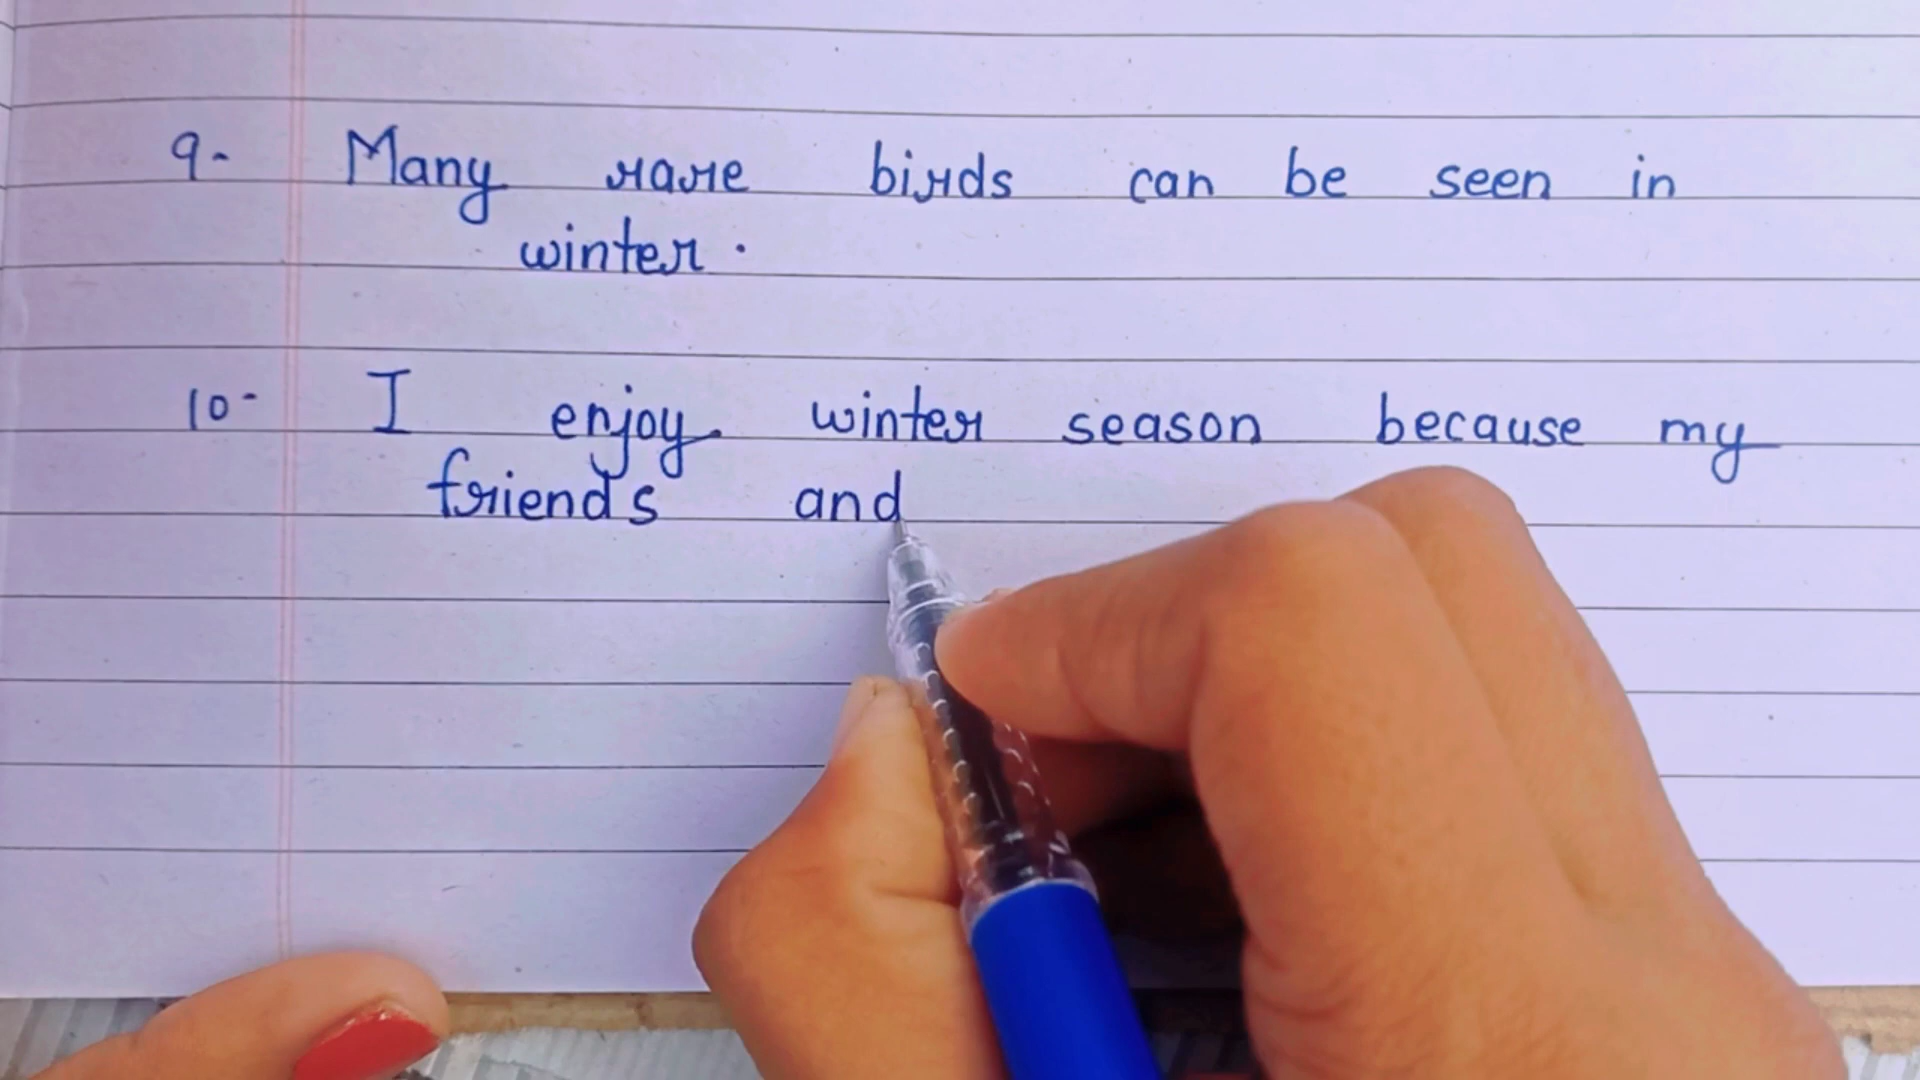 9- Many rare birds can be seen in
winter.
10- I enjoy winter season because my
friends and